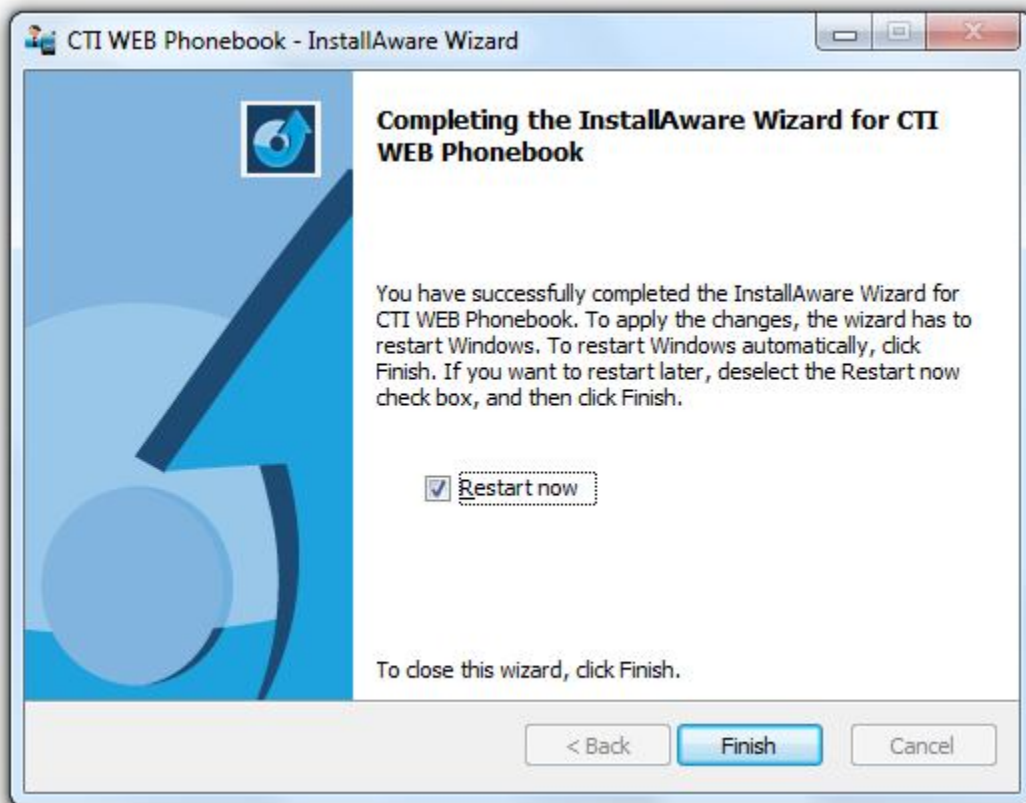 CTI WEB Phonebook - InstallAware Wizard
Completing the InstallAware Wizard for CTI
WEB Phonebook
You have successfully completed the InstallAware Wizard for
CTI WEB Phonebook. To apply the changes, the wizard has to
restart Windows. To restart Windows automatically, click
Finish. If you want to restart later, deselect the Restart now
check box, and then click Finish.
Restart now
To close this wizard, click Finish.
< Back Finish Cancel